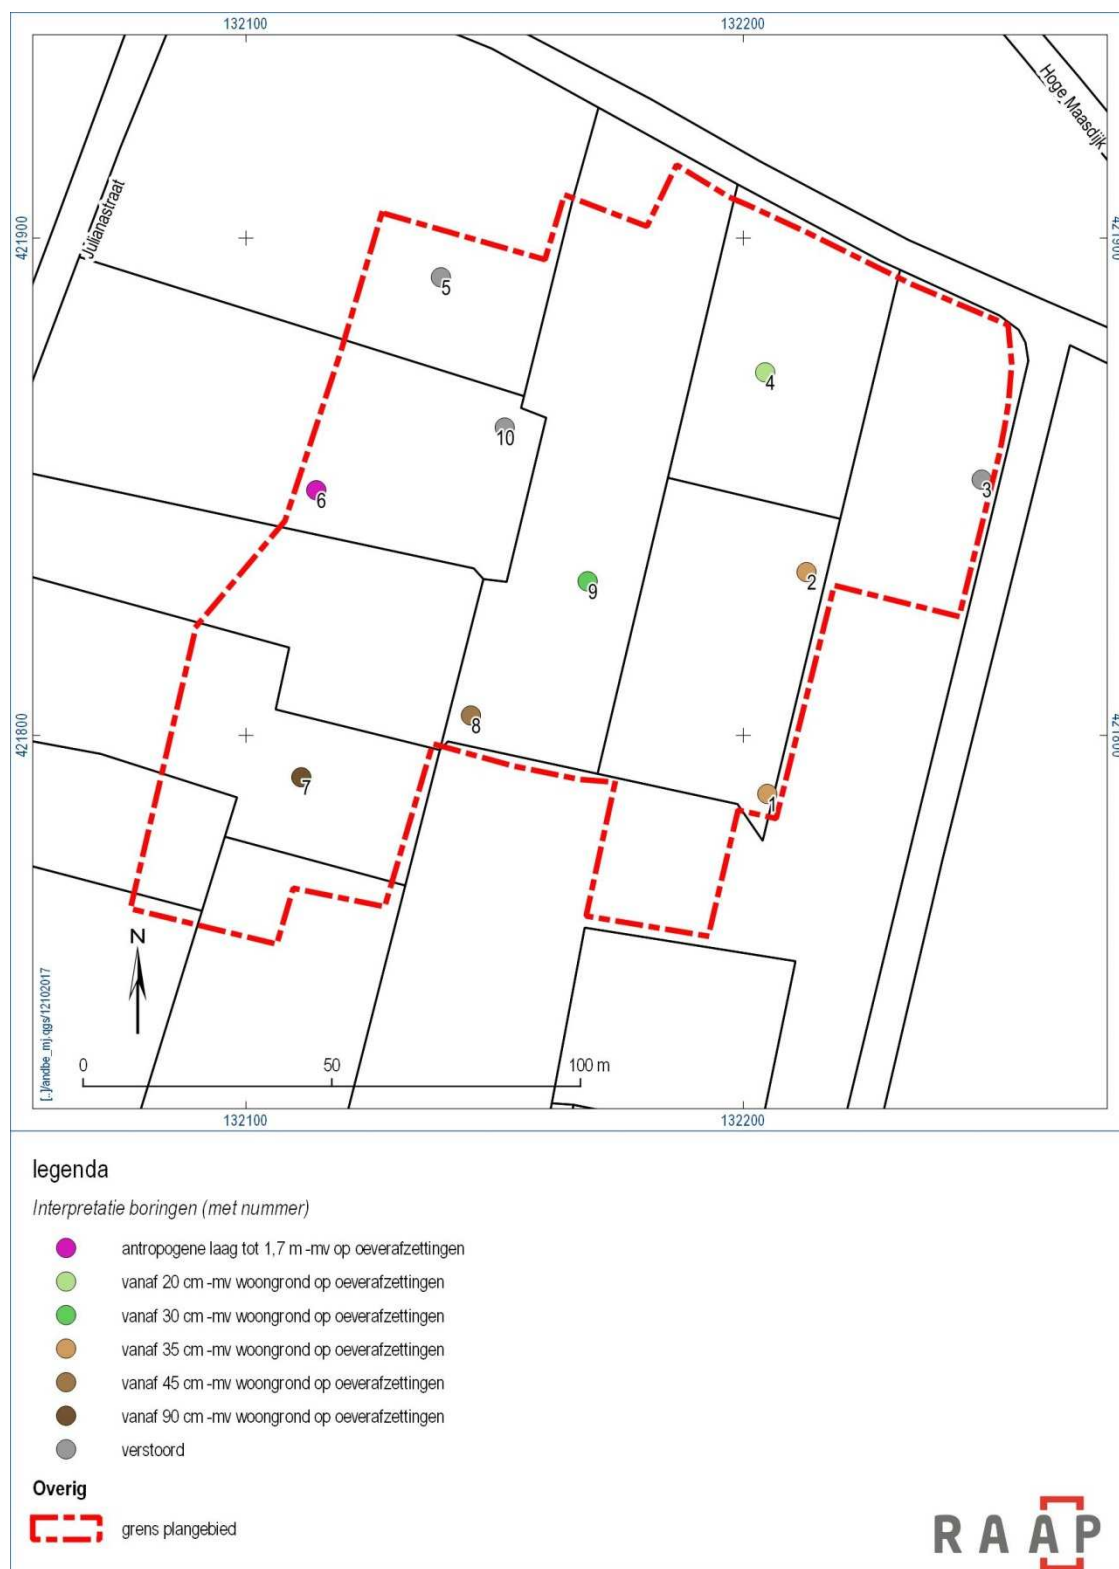 132100
132200
Hoge Maasdijk
Julianastraat
421900
421900
5
4
10
3
6
2
9
8
421800
421800
7
1
N
[..]/andbe_mj.qgs/12102017
0
50
100 m
132100
132200
legenda
Interpretatie boringen (met nummer)
antropogene laag tot 1,7 m -mv op oeverafzettingen
vanaf 20 cm -mv woongrond op oeverafzettingen
vanaf 30 cm -mv woongrond op oeverafzettingen
vanaf 35 cm -mv woongrond op oeverafzettingen
vanaf 45 cm -mv woongrond op oeverafzettingen
vanaf 90 cm -mv woongrond op oeverafzettingen
verstoord
Overig
grens plangebied
RAAP